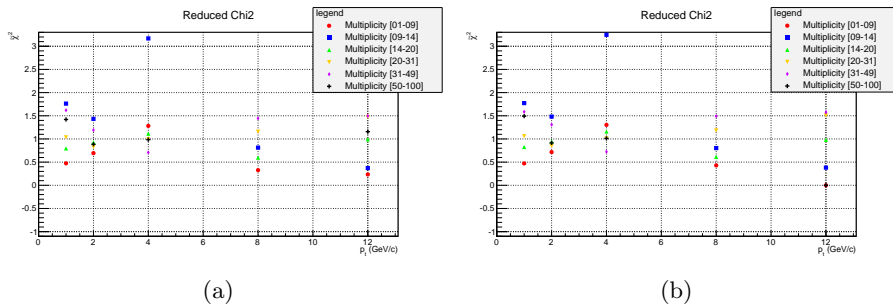 Reduced Chi2
legend
Multiplicity [01-09]
Multiplicity [09-14]
Multiplicity [14-20]
Multiplicity [20-31]
Multiplicity [31-49]
Multiplicity [50-100]
χ̃²
3
2.5
2
1.5
1
0.5
0
-0.5
-1
0 2 4 6 8 10 12
p_t (GeV/c)
(a)
Reduced Chi2
legend
Multiplicity [01-09]
Multiplicity [09-14]
Multiplicity [14-20]
Multiplicity [20-31]
Multiplicity [31-49]
Multiplicity [50-100]
χ̃²
3
2.5
2
1.5
1
0.5
0
-0.5
-1
0 2 4 6 8 10 12
p_t (GeV/c)
(b)